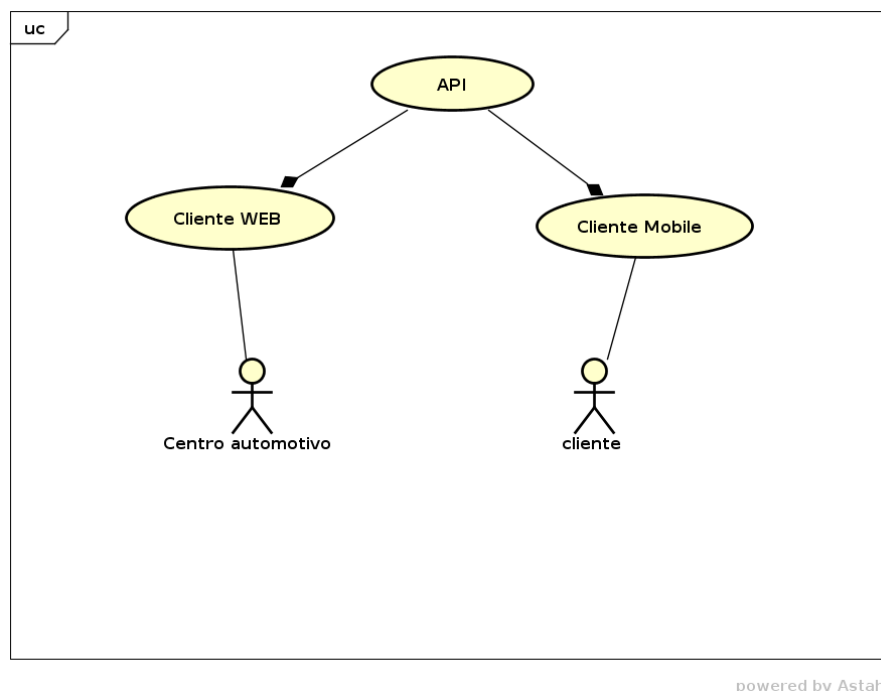 uc
API
Cliente WEB
Cliente Mobile
Centro automotivo
cliente
powered by Astah